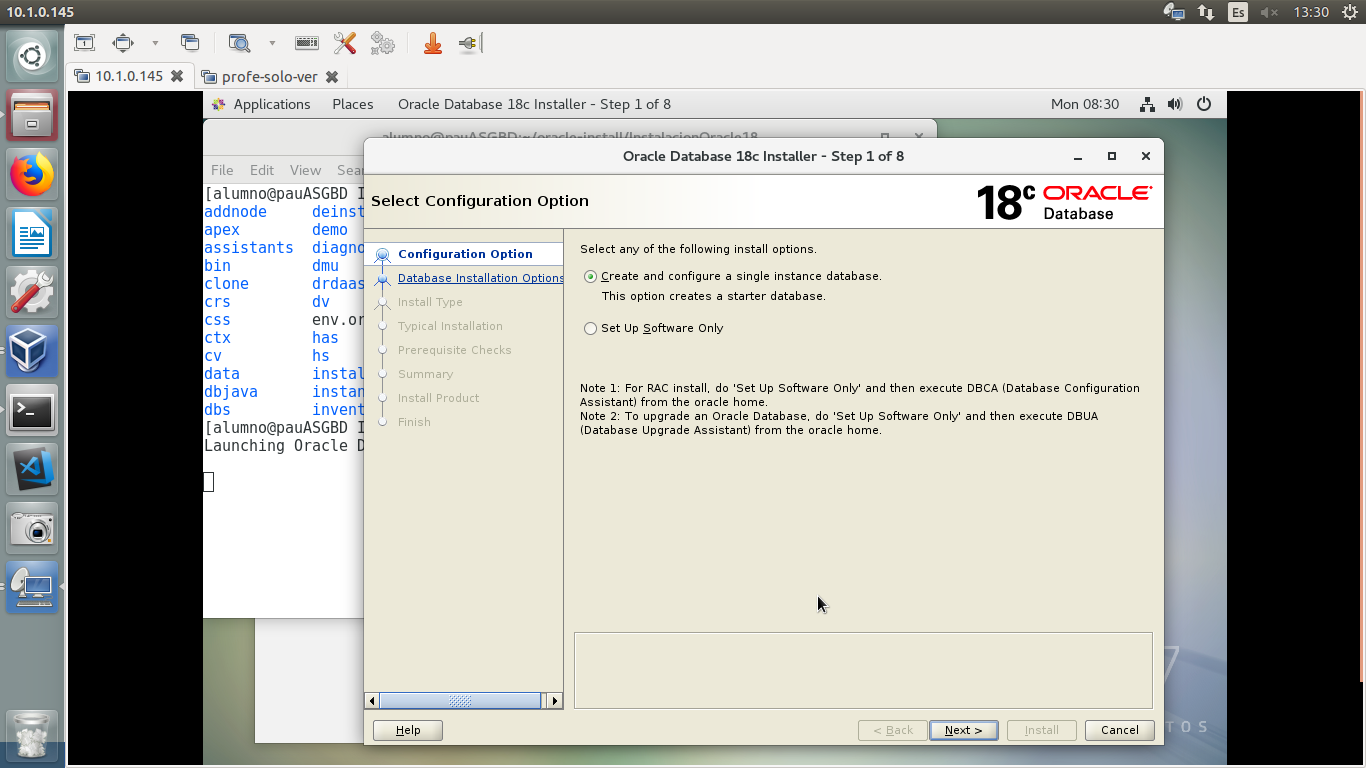 10.1.0.145
Es
13:30
10.1.0.145
profe-solo-ver
Applications
Places
Oracle Database 18c Installer - Step 1 of 8
Mon 08:30
alumno@pauASGBD:~/oracle-install/InstalacionOracle18
File Edit View Sea
[alumno@pauASGBD I
addnode deinst
apex demo
assistants diagno
bin dmu
clone drdaas
crs dv
css env.or
ctx has
cv hs
data instal
dbjava instan
dbs invent
[alumno@pauASGBD I
Launching Oracle D
Oracle Database 18c Installer - Step 1 of 8
Select Configuration Option
18c ORACLE
Database
Configuration Option
Database Installation Options
Install Type
Typical Installation
Prerequisite Checks
Summary
Install Product
Finish
Select any of the following install options.
Create and configure a single instance database.
This option creates a starter database.
Set Up Software Only
Note 1: For RAC install, do 'Set Up Software Only' and then execute DBCA (Database Configuration
Assistant) from the oracle home.
Note 2: To upgrade an Oracle Database, do 'Set Up Software Only' and then execute DBUA
(Database Upgrade Assistant) from the oracle home.
Help
< Back
Next >
Install
Cancel
7
TOS